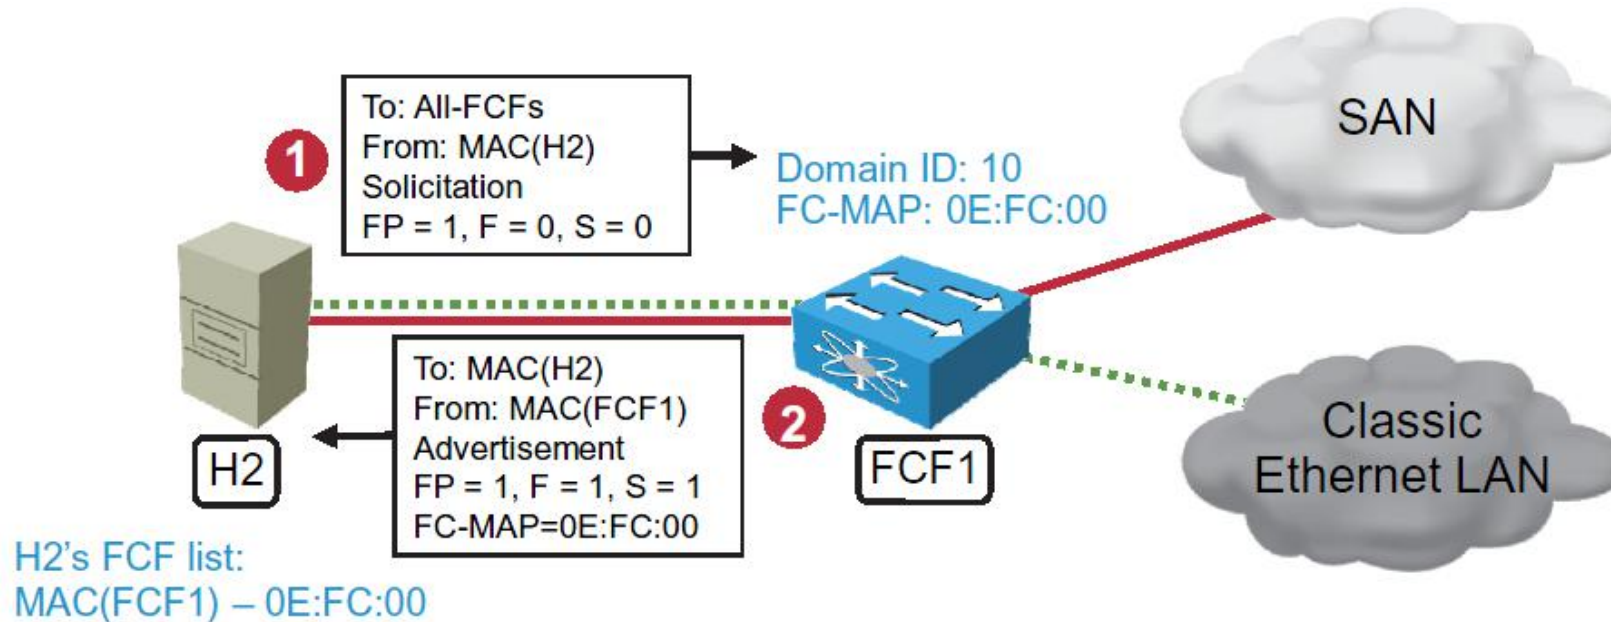 1
To: All-FCFs
From: MAC(H2)
Solicitation
FP = 1, F = 0, S = 0
Domain ID: 10
FC-MAP: 0E:FC:00
SAN
To: MAC(H2)
From: MAC(FCF1)
Advertisement
FP = 1, F = 1, S = 1
FC-MAP=0E:FC:00
2
H2
FCF1
Classic
Ethernet LAN
H2’s FCF list:
MAC(FCF1) – 0E:FC:00